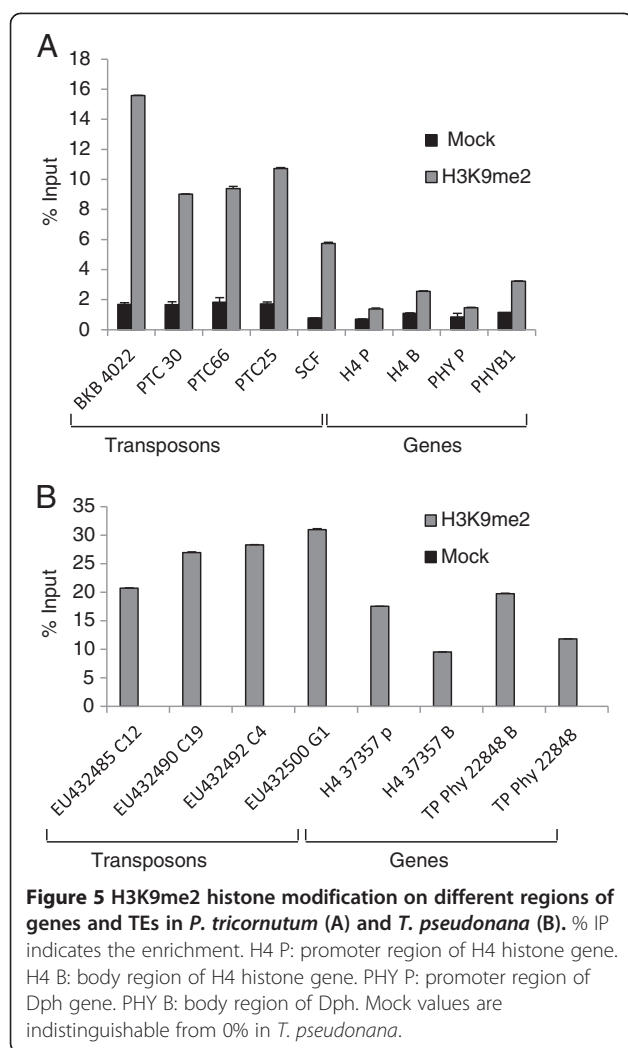 A
18
16
14
12
10
8
6
4
2
0
% Input
Mock
H3K9me2
BKB 4022
PTC 30
PTC66
PTC25
SCF
H4 P
H4 B
PHY P
PHYB1
Transposons
Genes
B
35
30
25
20
15
10
5
0
% Input
H3K9me2
Mock
EU432485 C12
EU432490 C19
EU432492 C4
EU432500 G1
H4 37357 p
H4 37357 B
TP Phy 22848 B
TP Phy 22848
Transposons
Genes
Figure 5 H3K9me2 histone modification on different regions of
genes and TEs in P. tricornutum (A) and T. pseudonana (B). % IP
indicates the enrichment. H4 P: promoter region of H4 histone gene.
H4 B: body region of H4 histone gene. PHY P: promoter region of
Dph gene. PHY B: body region of Dph. Mock values are
indistinguishable from 0% in T. pseudonana.